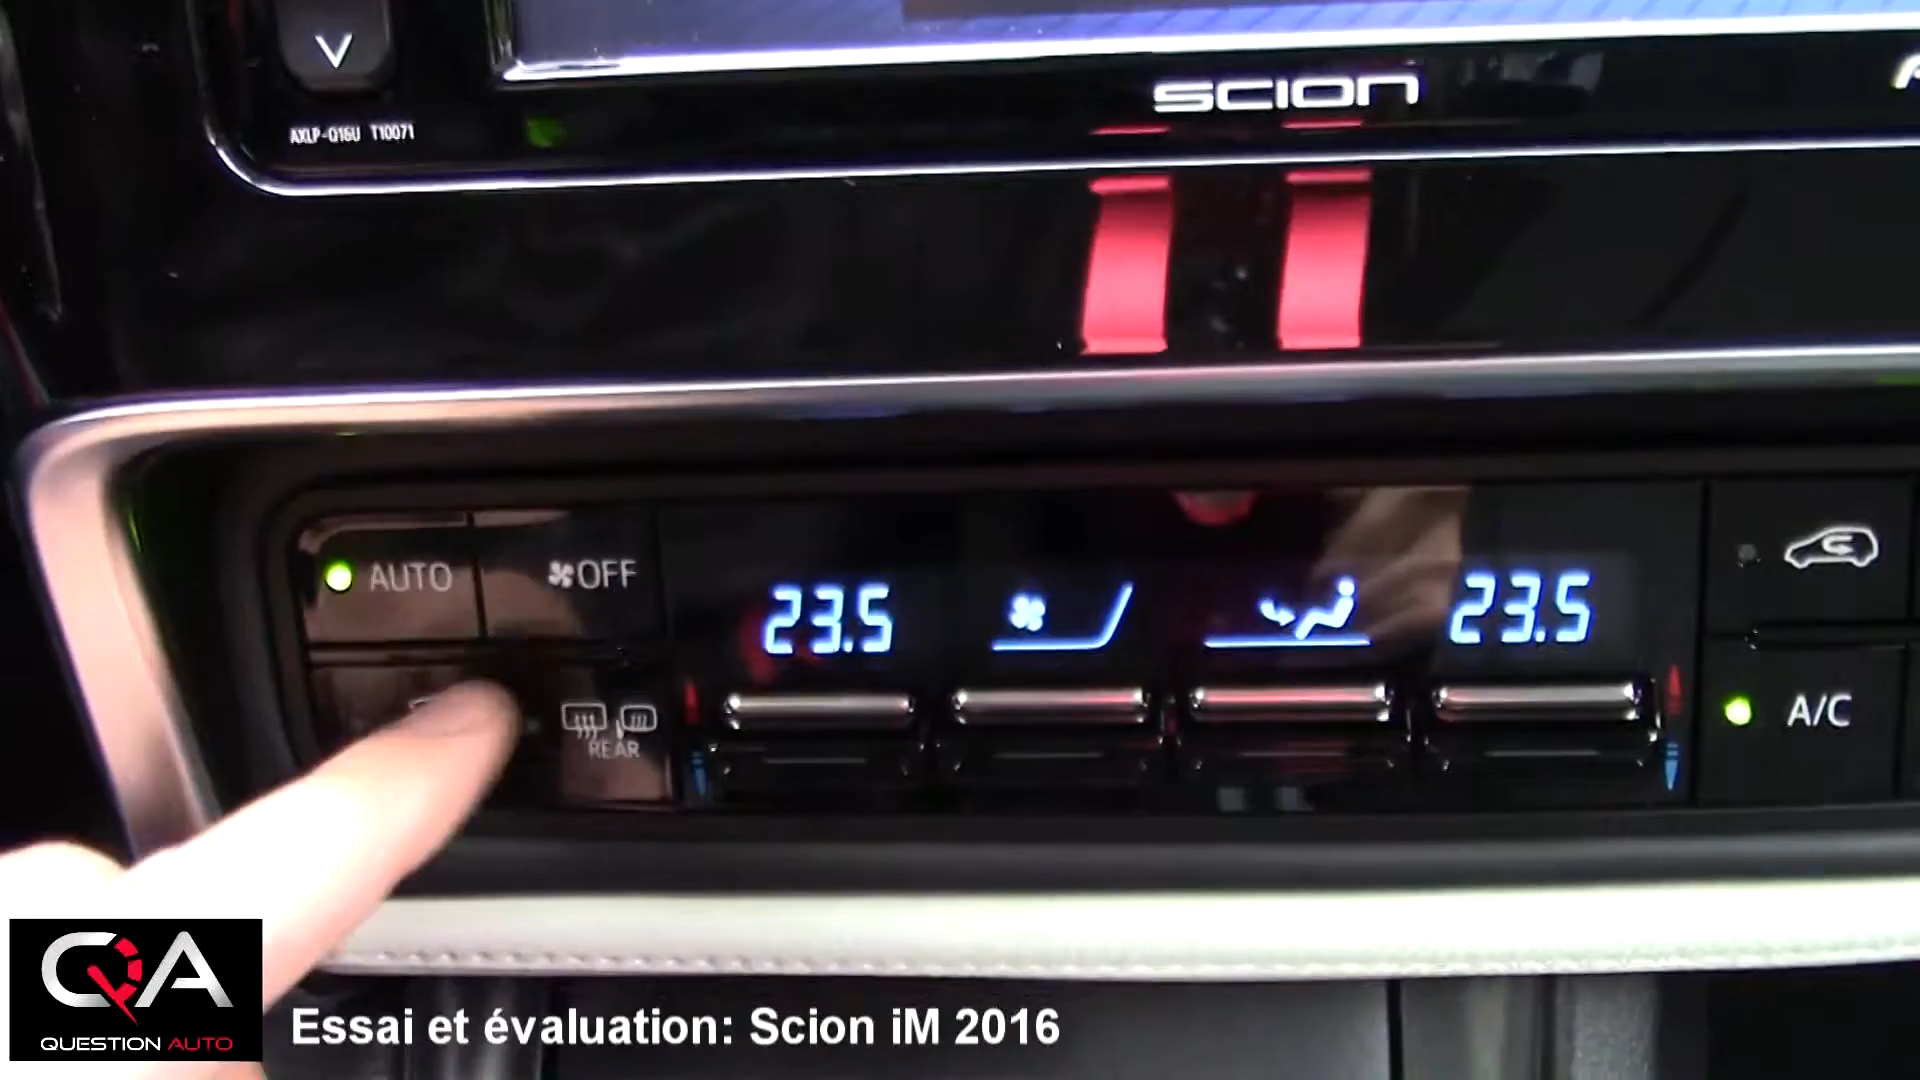 SCION
AXLP-Q16U T10071
AUTO
OFF
23.5
23.5
REAR
A/C
QA
QUESTION AUTO
Essai et évaluation: Scion iM 2016